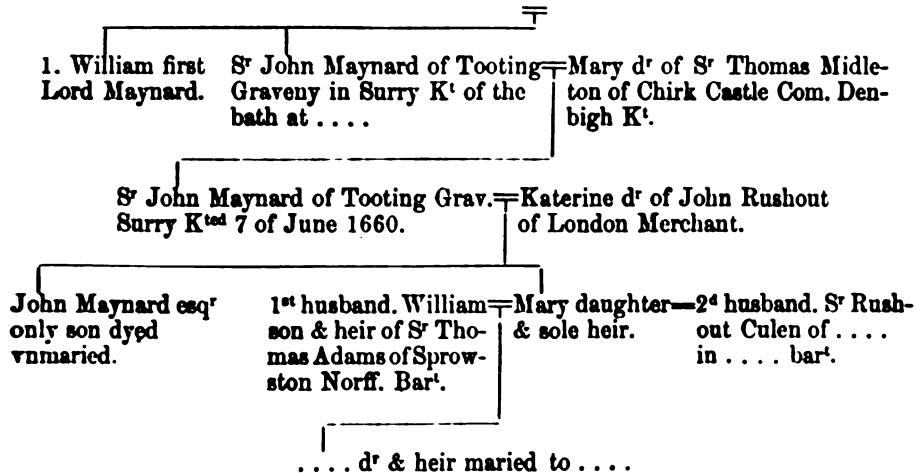 1. William first
Lord Maynard.
Sʳ John Maynard of Tooting
Graveny in Surry Kᵗ of the
bath at . . . .
Mary dʳ of Sʳ Thomas Midle-
ton of Chirk Castle Com. Den-
bigh Kᵗ.
Sʳ John Maynard of Tooting Grav.
Surry Kᵗᵉᵈ 7 of June 1660.
Katerine dʳ of John Rushout
of London Merchant.
John Maynard esqʳ
only son dyed
vnmaried.
1ˢᵗ husband. William
son & heir of Sʳ Tho-
mas Adams of Sprow-
ston Norff. Barᵗ.
Mary daughter
& sole heir.
2ᵈ husband. Sʳ Rush-
out Culen of . . . .
in . . . . barᵗ.
. . . . dʳ & heir maried to . . . .